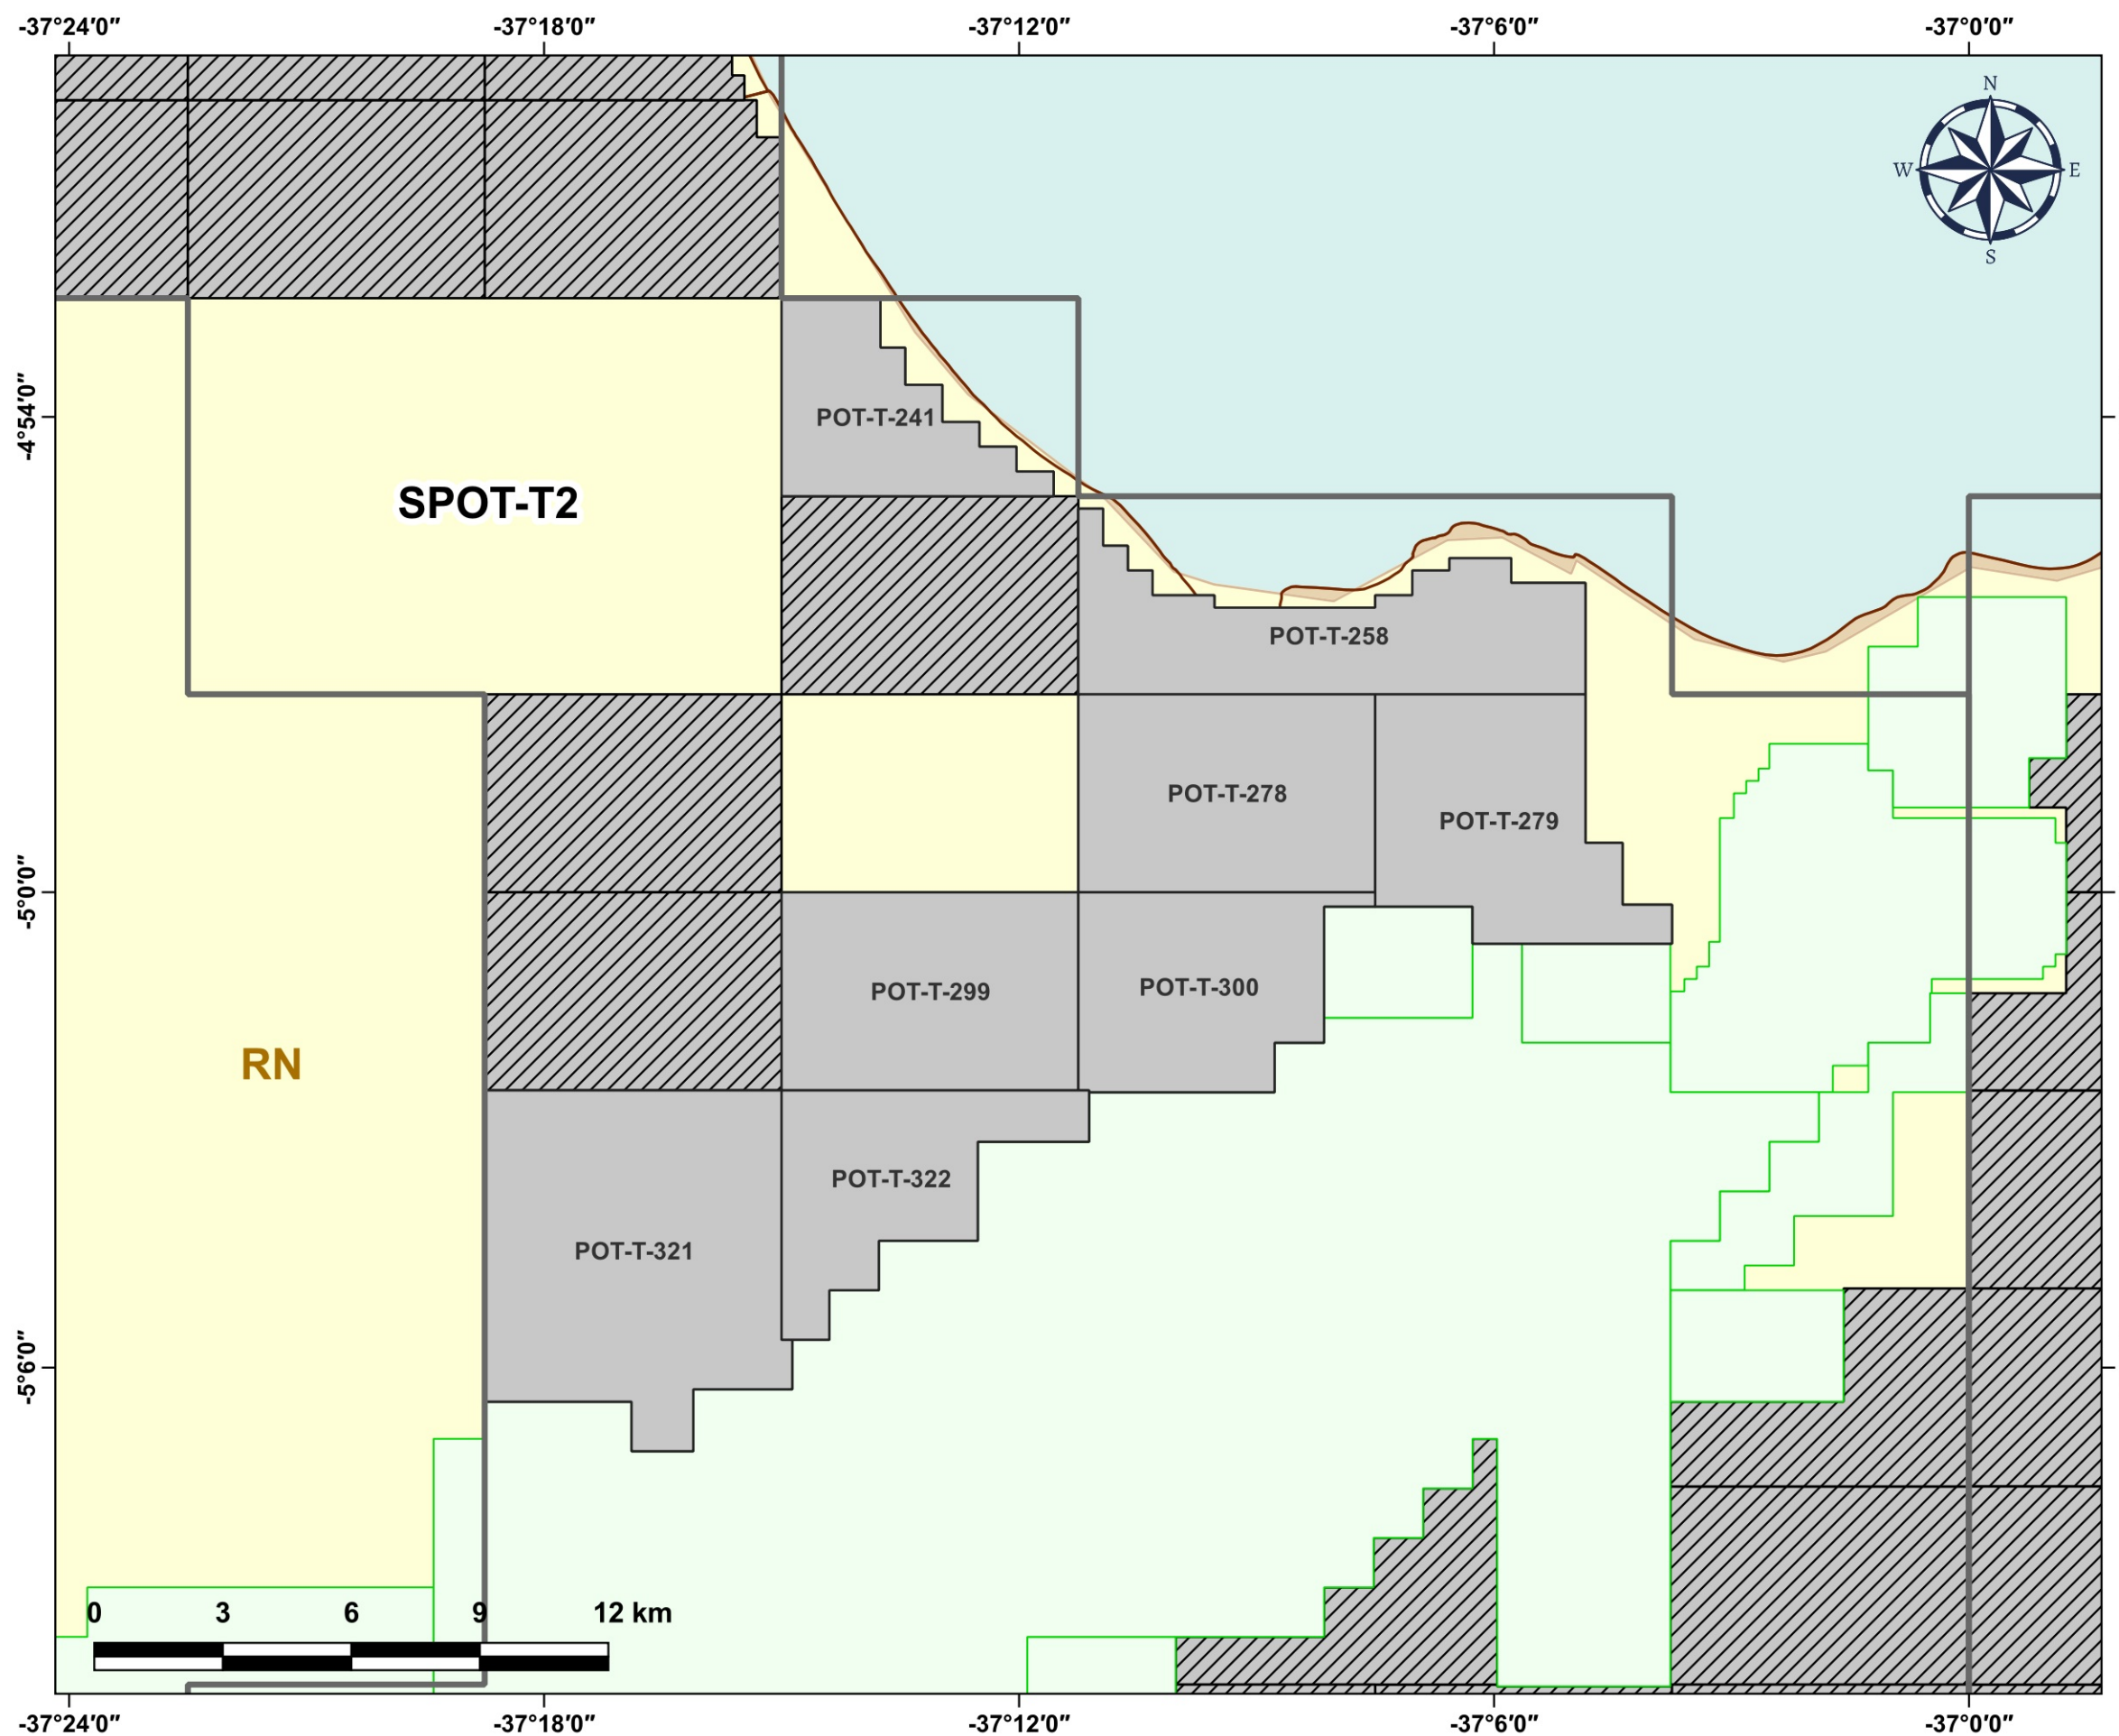 -37°24′0″ -37°18′0″ -37°12′0″ -37°6′0″ -37°0′0″
N
W E
S
-4°54′0″
POT-T-241
SPOT-T2
POT-T-258
POT-T-278
POT-T-279
-5°0′0″
POT-T-299
POT-T-300
RN
POT-T-322
POT-T-321
-5°6′0″
0 3 6 9 12 km
-37°24′0″ -37°18′0″ -37°12′0″ -37°6′0″ -37°0′0″